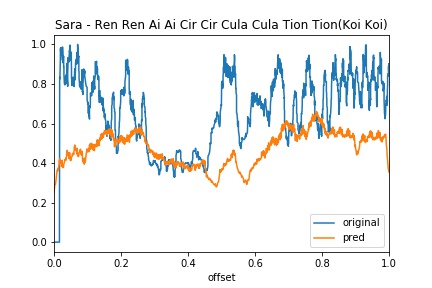 Sara - Ren Ren Ai Ai Cir Cir Cula Cula Tion Tion(Koi Koi)
1.0
0.8
0.6
0.4
0.2
0.0
original
pred
0.0 0.2 0.4 0.6 0.8 1.0
offset